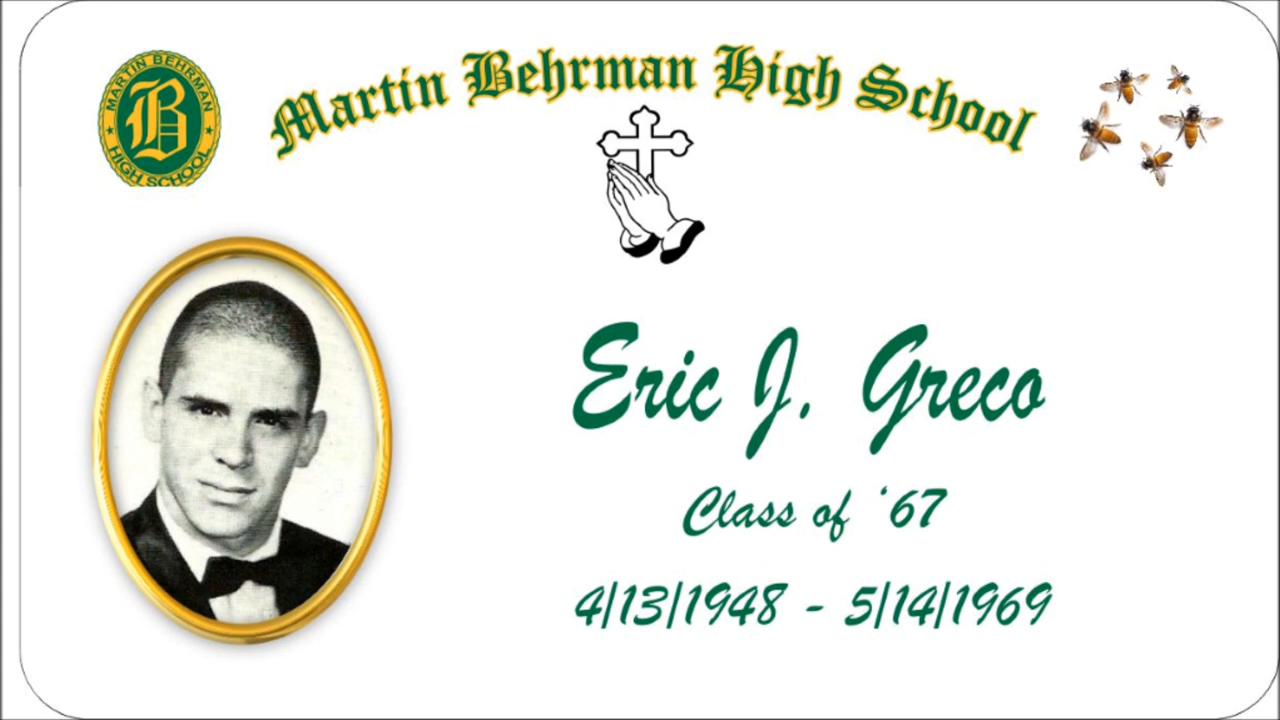 Martin Behrman High School
MARTIN BEHRMAN
B
HIGH SCHOOL
Eric J. Greco
Class of ‘67
4/13/1948 - 5/14/1969